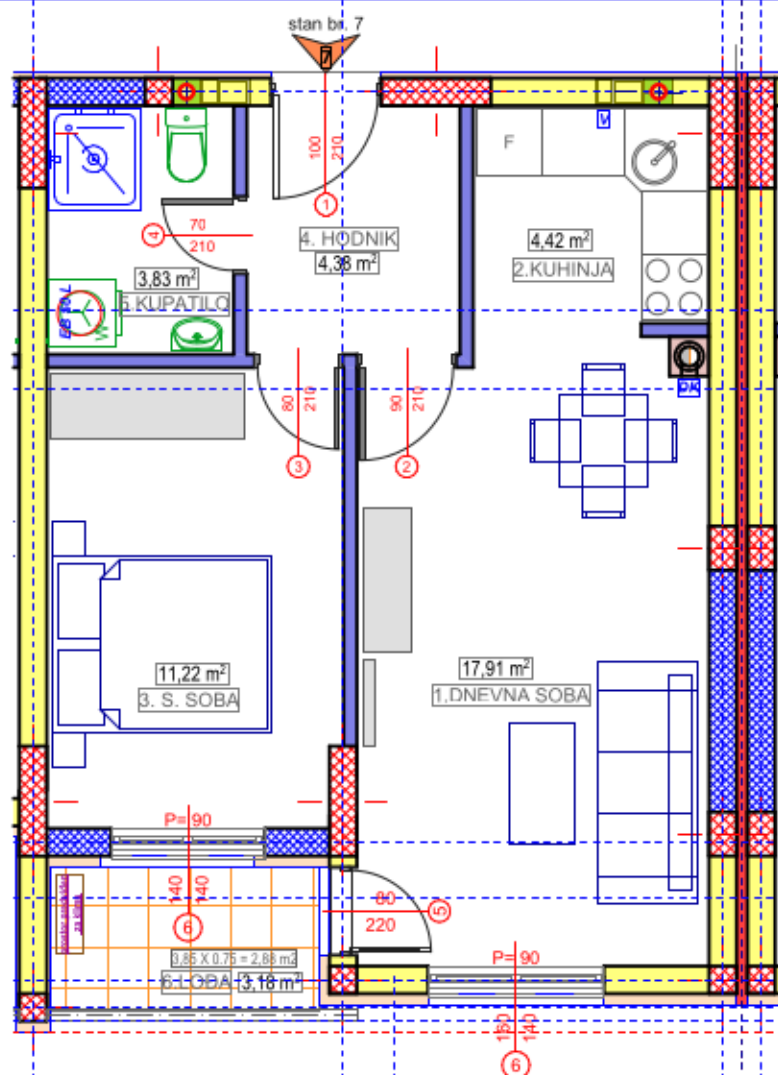 stan br. 7
7
100
210
1
F
70
210
4
4. HODNIK
4,38 m²
4,42 m²
2.KUHINJA
3,83 m²
5.KUPATILO
80
210
3
90
210
2
11,22 m²
3. S. SOBA
17,91 m²
1.DNEVNA SOBA
P= 90
140
140
6
80
220
5
3,85 X 0.75 = 2,88 m2
6.LOĐA 3,18 m²
P= 90
160
140
6